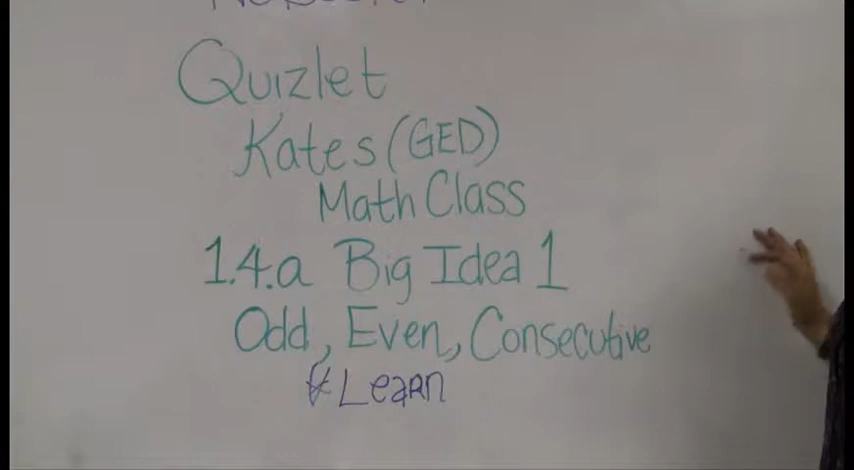 Quizlet
Kates (GED)
Math Class
1.4.a Big Idea 1
Odd, Even, Consecutive
* Learn